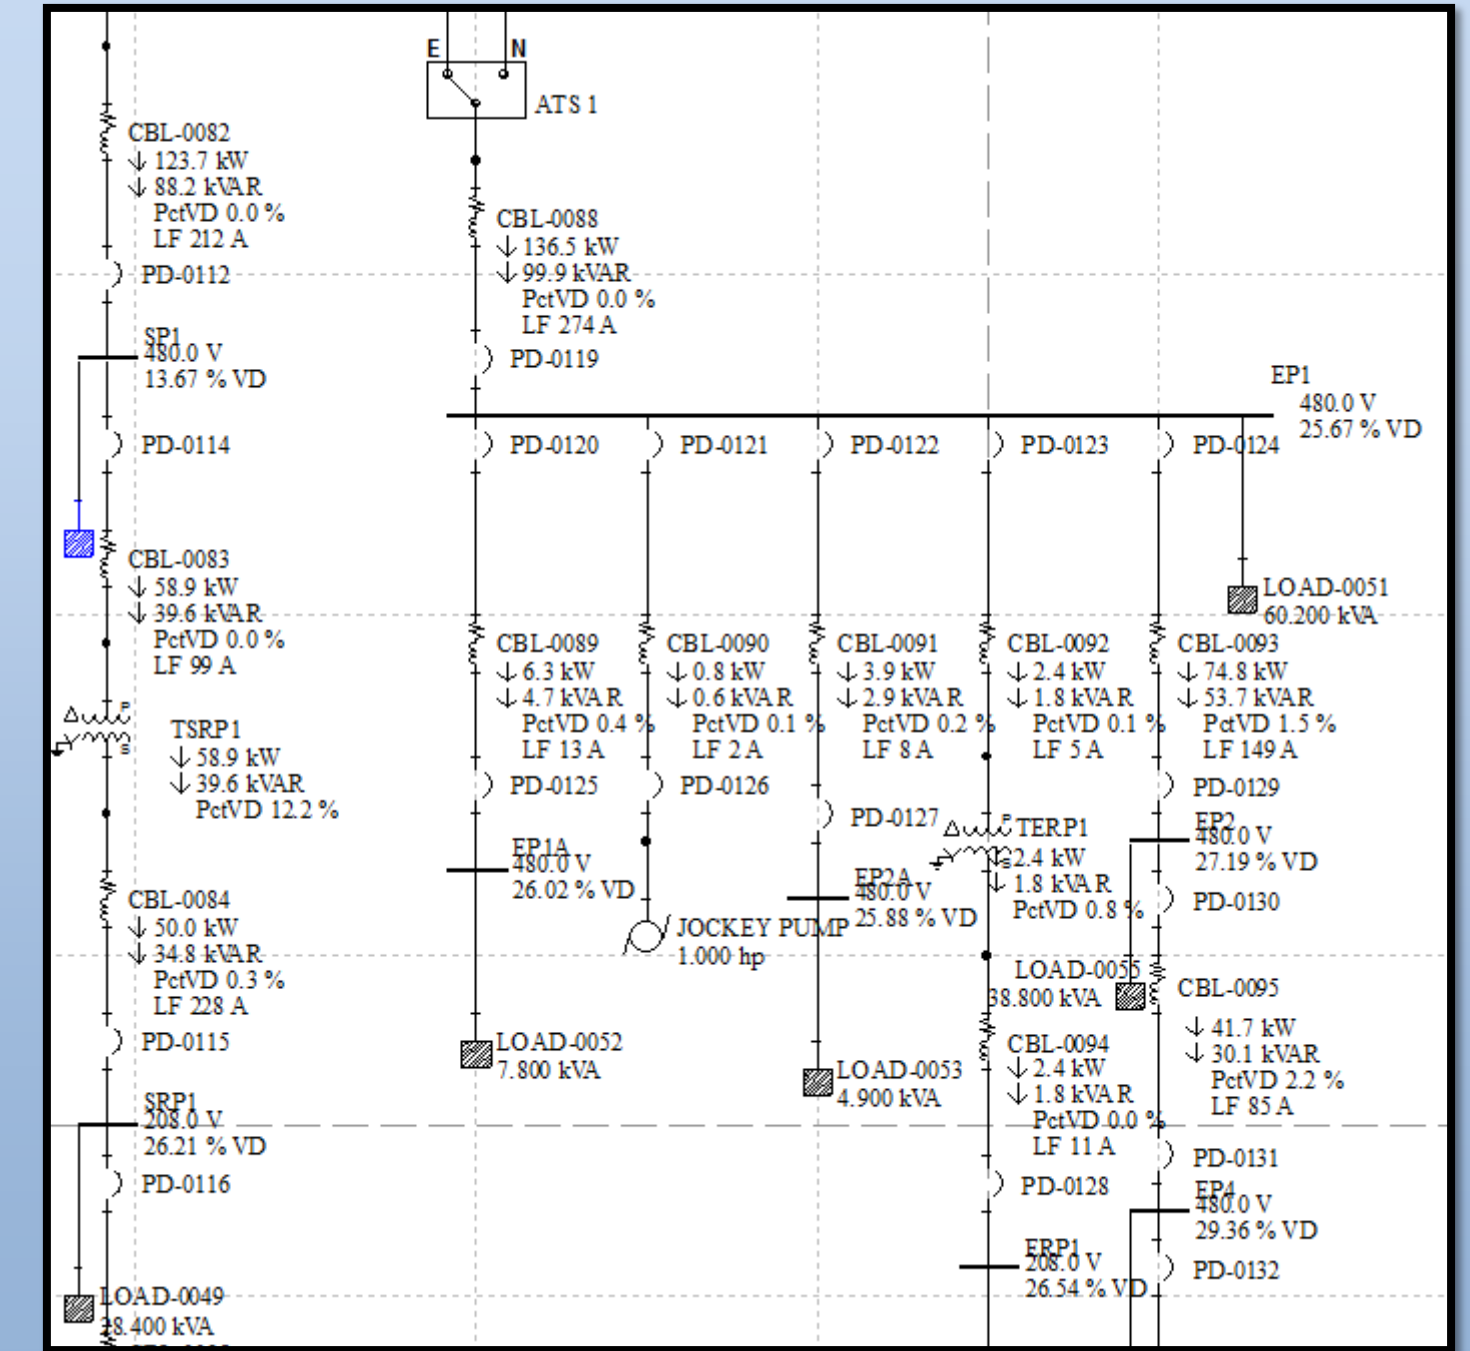 E N
ATS 1
CBL-0082
123.7 kW
88.2 kVAR
PctVD 0.0 %
LF 212 A
PD-0112
SP1
480.0 V
13.67 % VD
PD-0114
CBL-0083
58.9 kW
39.6 kVAR
PctVD 0.0 %
LF 99 A
P
S
TSRP1
58.9 kW
39.6 kVAR
PctVD 12.2 %
CBL-0084
50.0 kW
34.8 kVAR
PctVD 0.3 %
LF 228 A
PD-0115
SRP1
208.0 V
26.21 % VD
PD-0116
LOAD-0049
28.400 kVA
CBL-0088
136.5 kW
99.9 kVAR
PctVD 0.0 %
LF 274 A
PD-0119
EP1
480.0 V
25.67 % VD
PD-0120
PD-0121
PD-0122
PD-0123
PD-0124
LOAD-0051
60.200 kVA
CBL-0089
6.3 kW
4.7 kVAR
PctVD 0.4 %
LF 13 A
PD-0125
EP1A
480.0 V
26.02 % VD
LOAD-0052
7.800 kVA
CBL-0090
0.8 kW
0.6 kVAR
PctVD 0.1 %
LF 2 A
PD-0126
JOCKEY PUMP
1.000 hp
CBL-0091
3.9 kW
2.9 kVAR
PctVD 0.2 %
LF 8 A
PD-0127
EP2A
480.0 V
25.88 % VD
LOAD-0053
4.900 kVA
CBL-0092
2.4 kW
1.8 kVAR
PctVD 0.1 %
LF 5 A
P
S
TERP1
2.4 kW
1.8 kVAR
PctVD 0.8 %
CBL-0094
2.4 kW
1.8 kVAR
PctVD 0.0 %
LF 11 A
PD-0128
ERP1
208.0 V
26.54 % VD
CBL-0093
74.8 kW
53.7 kVAR
PctVD 1.5 %
LF 149 A
PD-0129
EP2
480.0 V
27.19 % VD
PD-0130
LOAD-0055
38.800 kVA
CBL-0095
41.7 kW
30.1 kVAR
PctVD 2.2 %
LF 85 A
PD-0131
EP4
480.0 V
29.36 % VD
PD-0132